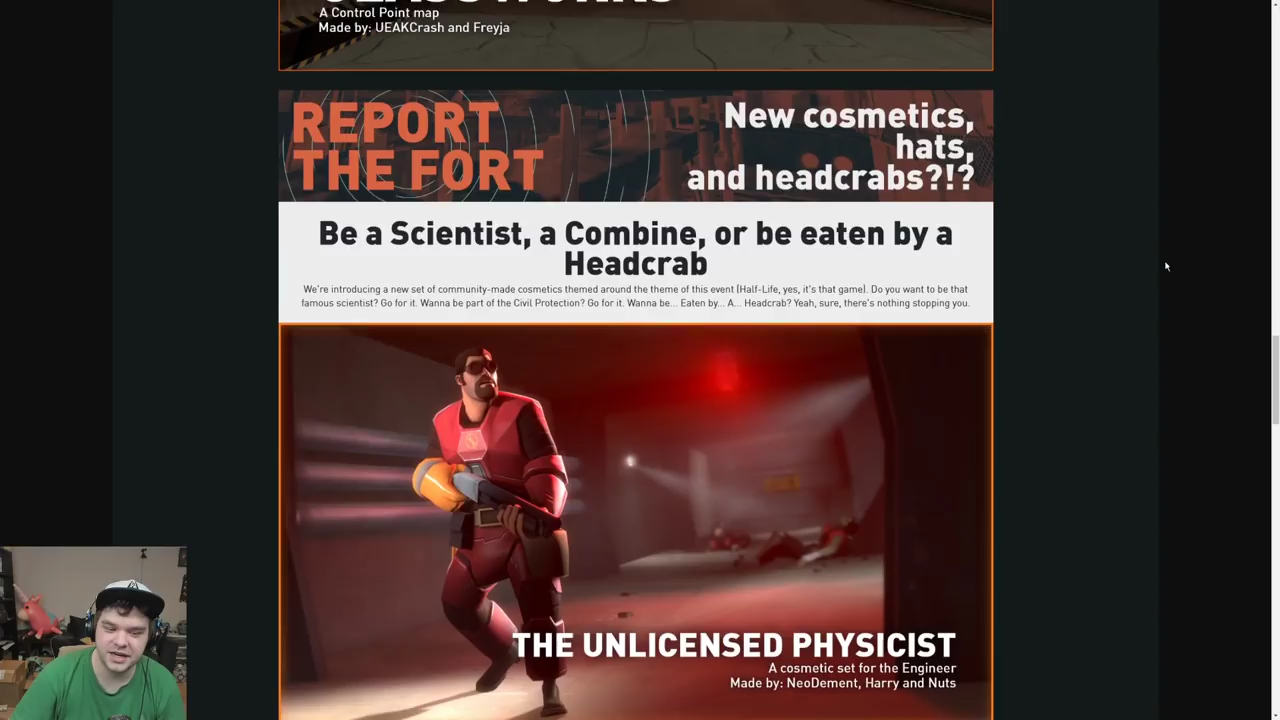 A Control Point map
Made by: UEAKCrash and Freyja
REPORT
THE FORT
New cosmetics,
hats,
and headcrabs?!?
Be a Scientist, a Combine, or be eaten by a
Headcrab
We're introducing a new set of community-made cosmetics themed around the theme of this event (Half-Life, yes, it's that game). Do you want to be that
famous scientist? Go for it. Wanna be part of the Civil Protection? Go for it. Wanna be... Eaten by... A... Headcrab? Yeah, sure, there's nothing stopping you.
THE UNLICENSED PHYSICIST
A cosmetic set for the Engineer
Made by: NeoDement, Harry and Nuts